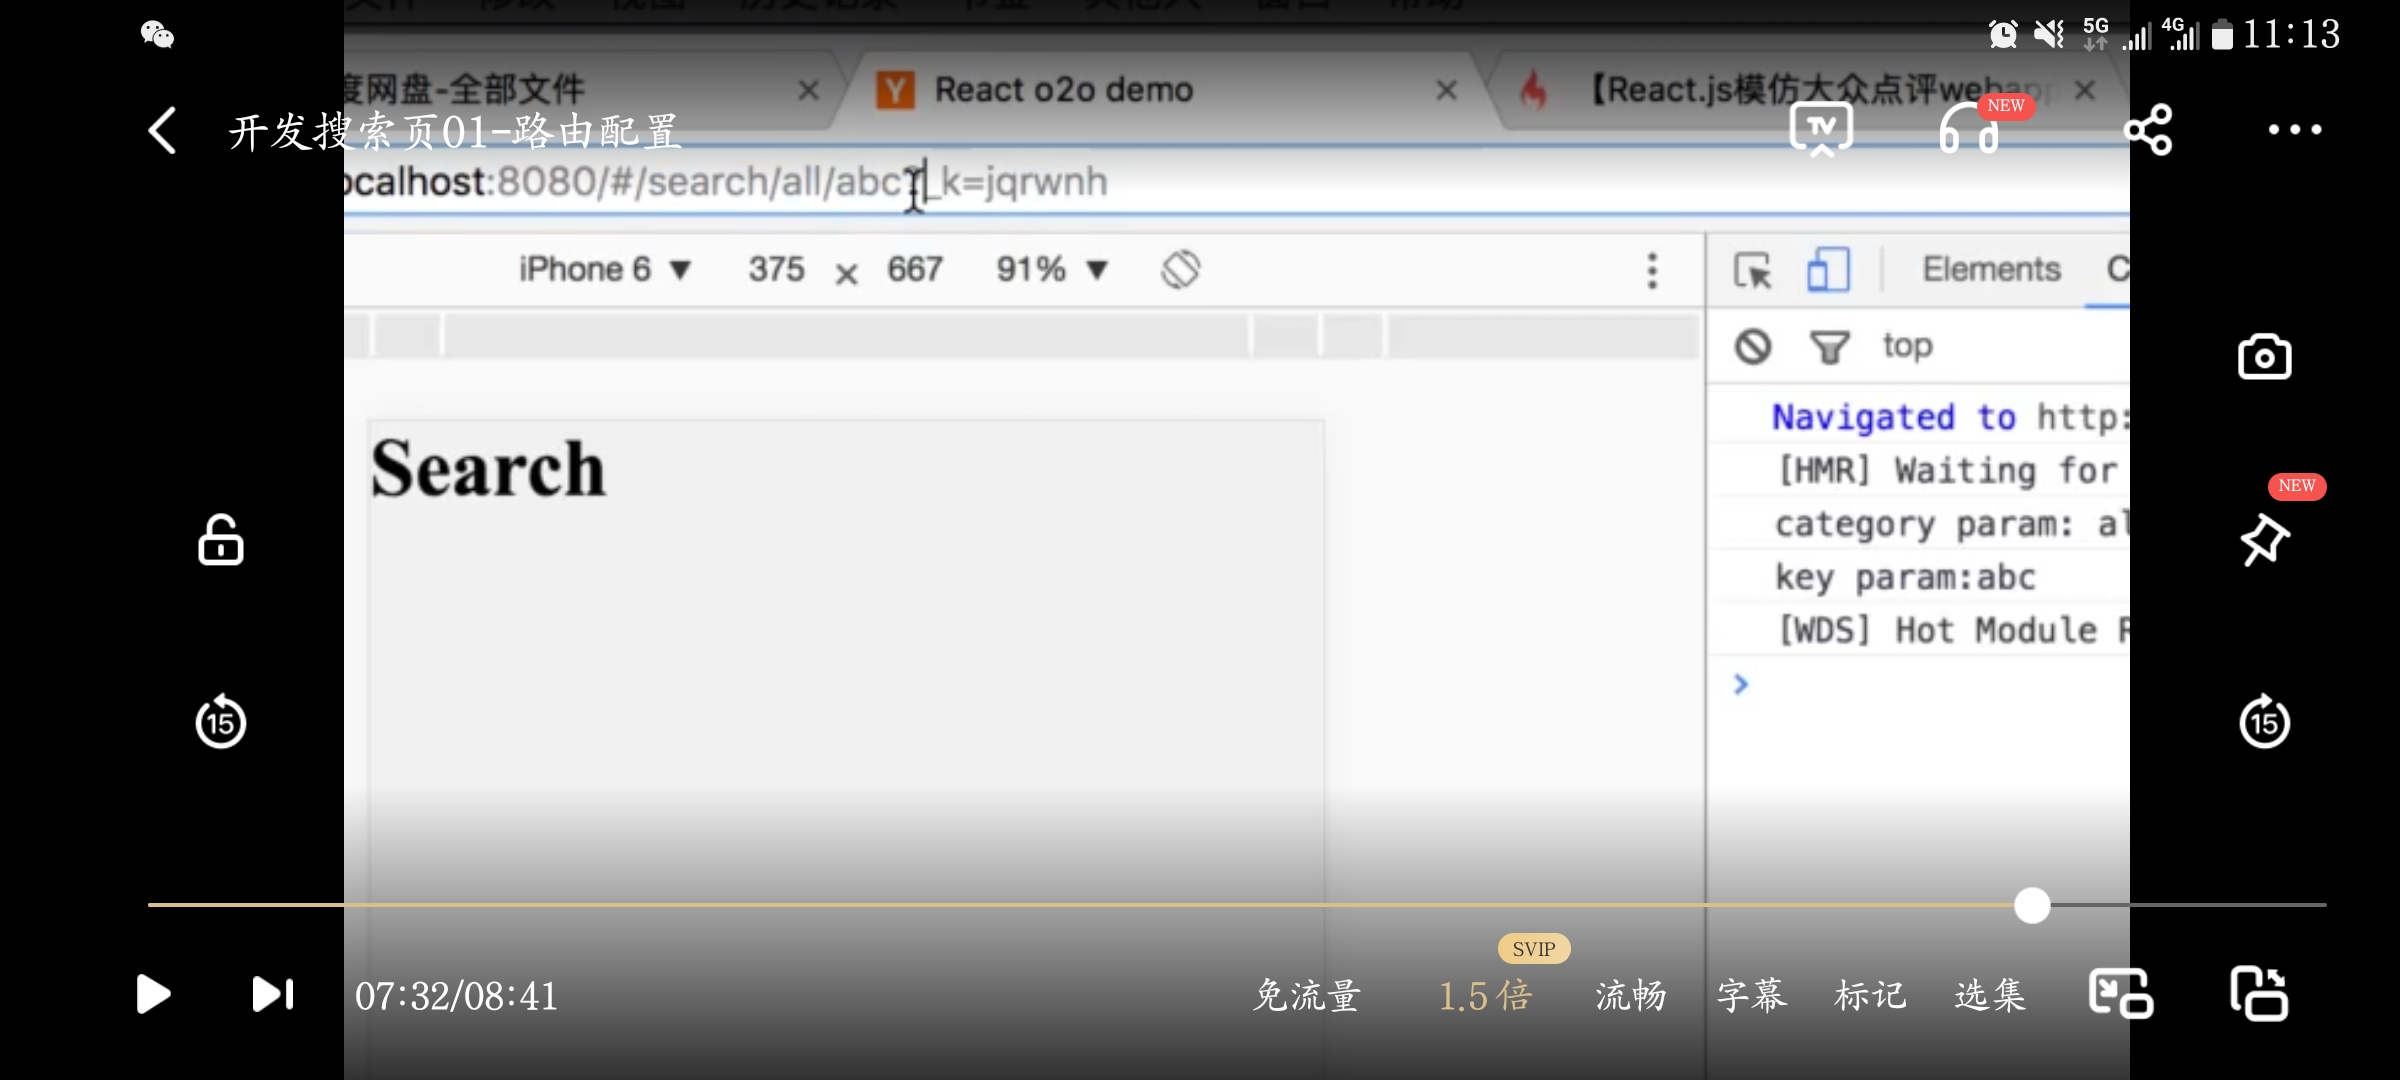 5G 4G 11:13
度网盘-全部文件
React o2o demo
【React.js模仿大众点评webapp
NEW
开发搜索页01-路由配置
ocalhost:8080/#/search/all/abc?_k=jqrwnh
iPhone 6 ▼ 375 × 667 91% ▼
Elements C
top
Search
Navigated to http:
[HMR] Waiting for
category param: al
key param:abc
[WDS] Hot Module R
NEW
15
15
SVIP
07:32/08:41
免流量 1.5倍 流畅 字幕 标记 选集